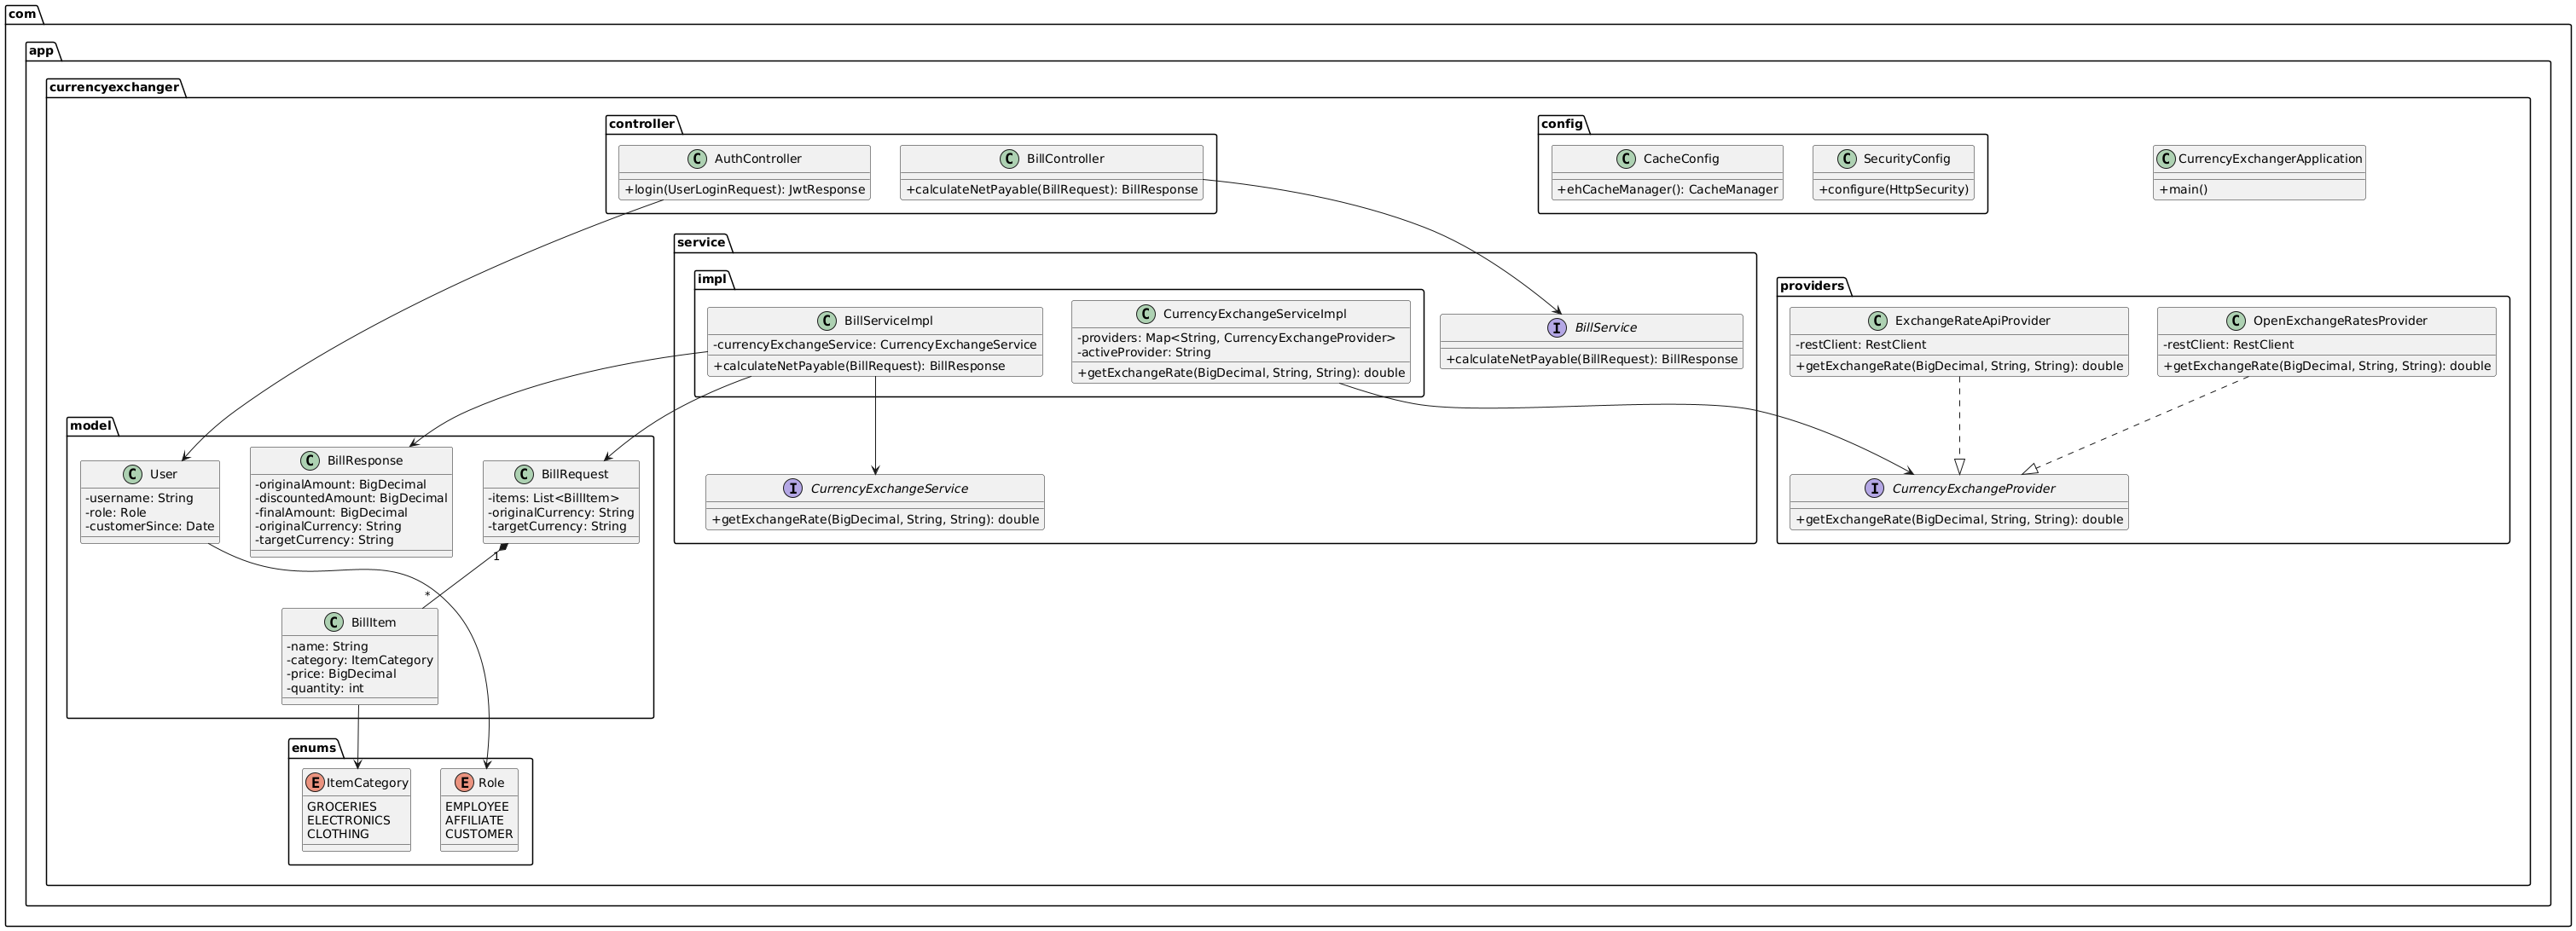 com
app
currencyexchanger
controller
C AuthController
+login(UserLoginRequest): JwtResponse
C BillController
+calculateNetPayable(BillRequest): BillResponse
config
C CacheConfig
+ehCacheManager(): CacheManager
C SecurityConfig
+configure(HttpSecurity)
C CurrencyExchangerApplication
+main()
service
impl
C BillServiceImpl
-currencyExchangeService: CurrencyExchangeService
+calculateNetPayable(BillRequest): BillResponse
C CurrencyExchangeServiceImpl
-providers: Map<String, CurrencyExchangeProvider>
-activeProvider: String
+getExchangeRate(BigDecimal, String, String): double
I BillService
+calculateNetPayable(BillRequest): BillResponse
I CurrencyExchangeService
+getExchangeRate(BigDecimal, String, String): double
providers
C ExchangeRateApiProvider
-restClient: RestClient
+getExchangeRate(BigDecimal, String, String): double
C OpenExchangeRatesProvider
-restClient: RestClient
+getExchangeRate(BigDecimal, String, String): double
I CurrencyExchangeProvider
+getExchangeRate(BigDecimal, String, String): double
model
C User
-username: String
-role: Role
-customerSince: Date
C BillResponse
-originalAmount: BigDecimal
-discountedAmount: BigDecimal
-finalAmount: BigDecimal
-originalCurrency: String
-targetCurrency: String
C BillRequest
-items: List<BillItem>
-originalCurrency: String
-targetCurrency: String
1
*
C BillItem
-name: String
-category: ItemCategory
-price: BigDecimal
-quantity: int
enums
E ItemCategory
GROCERIES
ELECTRONICS
CLOTHING
E Role
EMPLOYEE
AFFILIATE
CUSTOMER